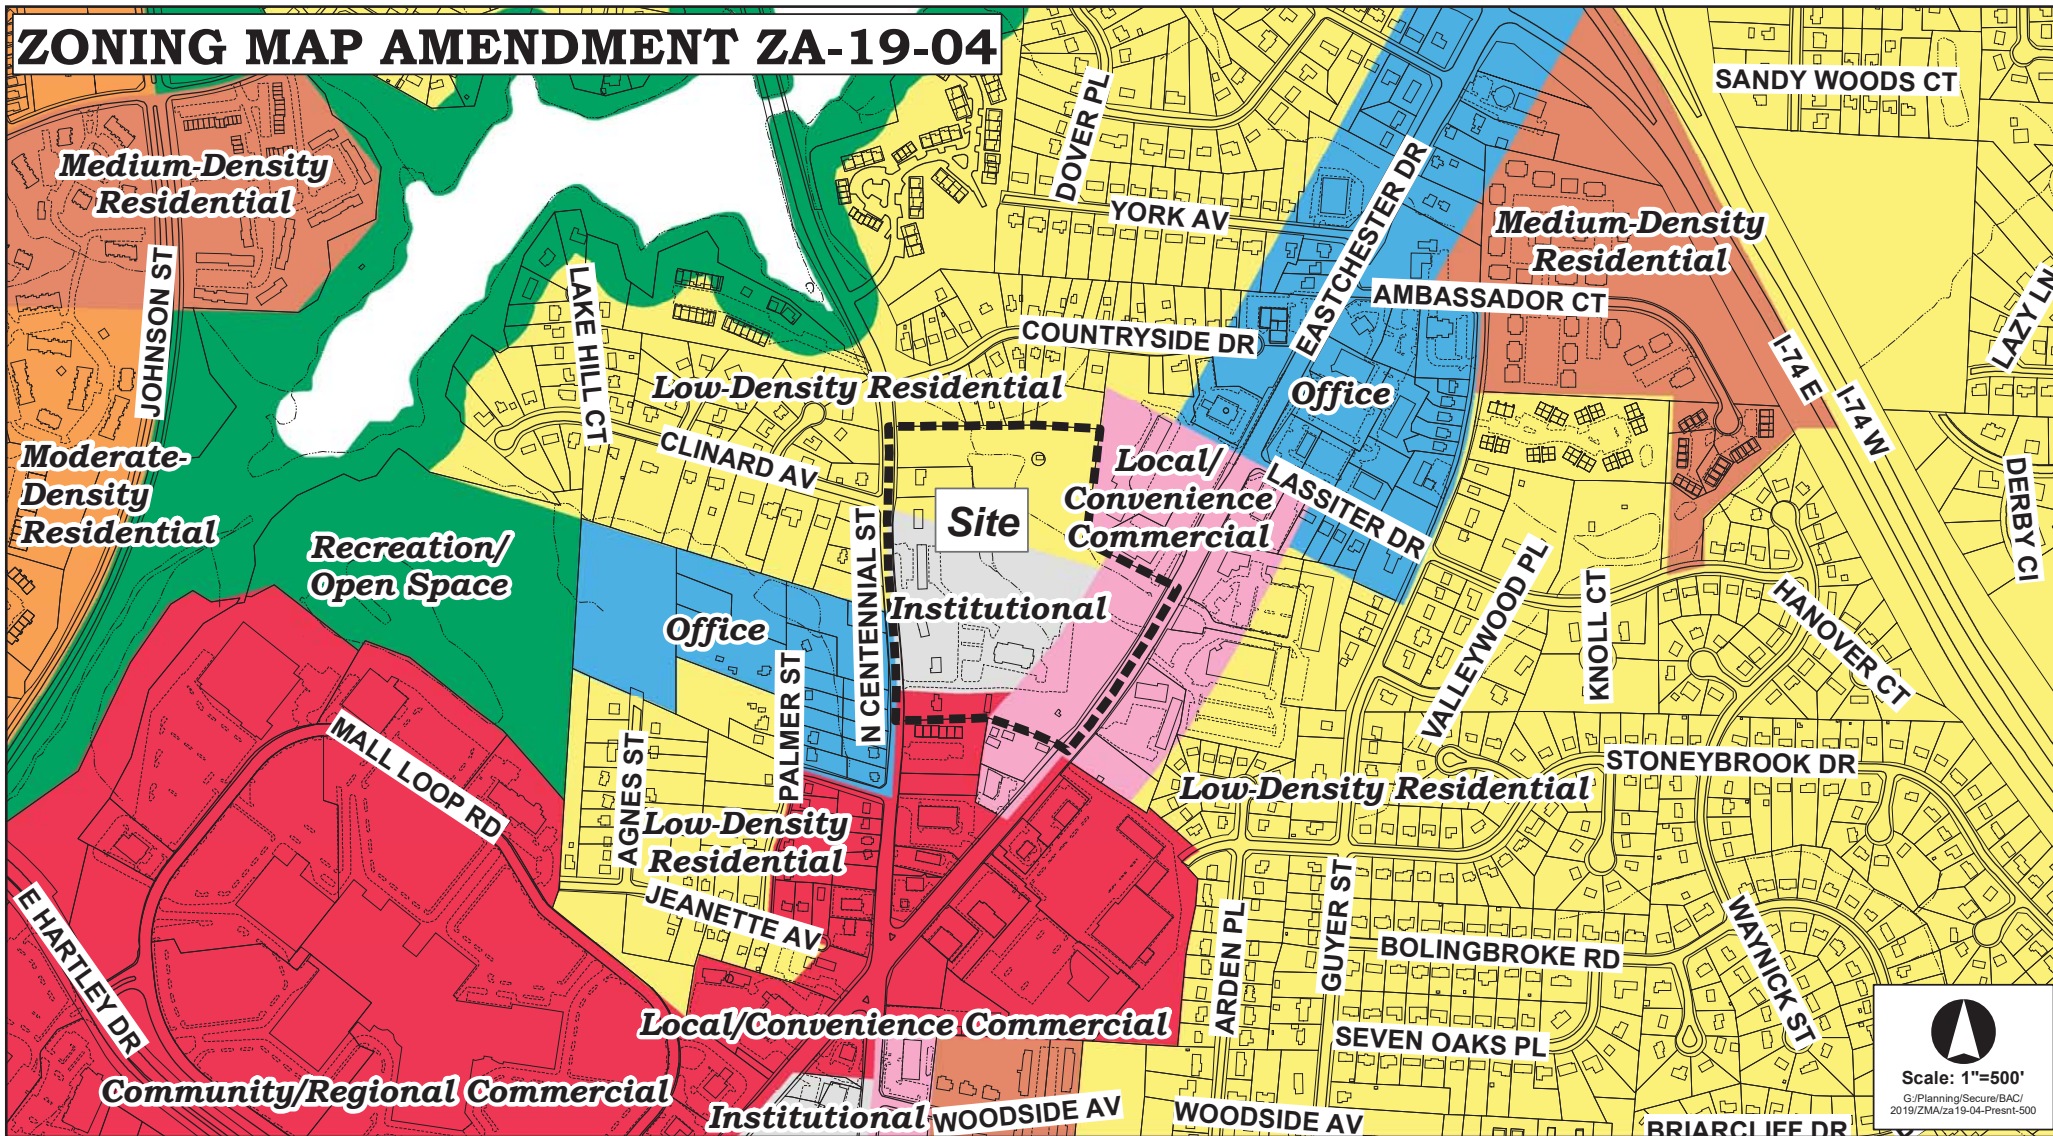 ZONING MAP AMENDMENT ZA-19-04
SANDY WOODS CT
DOVER PL
Medium-Density
Residential
YORK AV
EASTCHESTER DR
Medium-Density
Residential
JOHNSON ST
LAKE HILL CT
AMBASSADOR CT
LAZY LN
COUNTRYSIDE DR
I-74 E
I-74 W
Low-Density Residential
Office
CLINARD AV
Local/
Convenience
Commercial
LASSITER DR
Moderate-
Density
Residential
DERBY CI
Site
N CENTENNIAL ST
Recreation/
Open Space
VALLEYWOOD PL
KNOLL CT
HANOVER CT
Institutional
Office
PALMER ST
MALL LOOP RD
AGNES ST
STONEYBROOK DR
Low-Density Residential
Low-Density
Residential
JEANETTE AV
E HARTLEY DR
ARDEN PL
GUYER ST
BOLINGBROKE RD
WAYNICK ST
Local/Convenience Commercial
SEVEN OAKS PL
Community/Regional Commercial
Institutional
WOODSIDE AV
WOODSIDE AV
BRIARCLIFF DR
Scale: 1"=500'
G:/Planning/Secure/BAC/
2019/ZMA/za19-04-Presnt-500